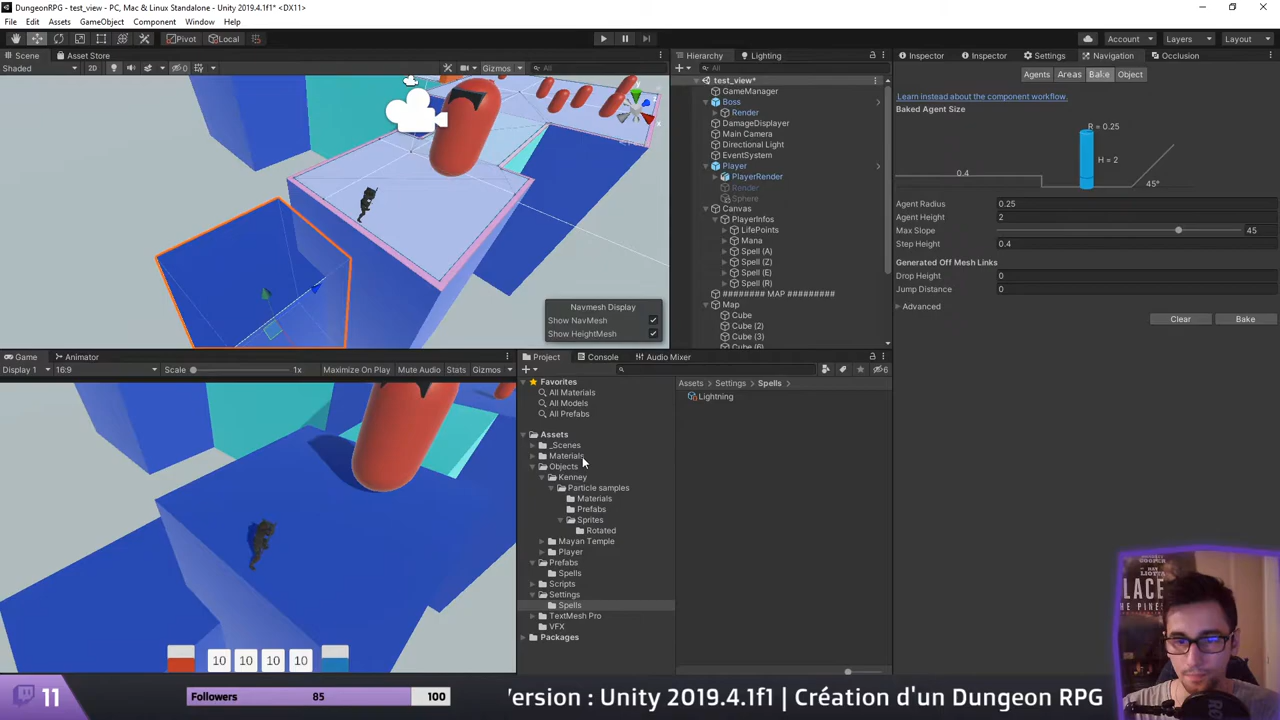 DungeonRPG - test_view - PC, Mac & Linux Standalone - Unity 2019.4.1f1* <DX11>
File Edit Assets GameObject Component Window Help
Pivot Local Account Layers Layout
Scene Asset Store
Shaded 2D 0 Gizmos All
Navmesh Display
Show NavMesh
Show HeightMesh
Game Animator
Display 1 16:9 Scale 1x Maximize On Play Mute Audio Stats Gizmos
10 10 10 10
Hierarchy Lighting
All
test_view*
GameManager
Boss
Render
DamageDisplayer
Main Camera
Directional Light
EventSystem
Player
PlayerRender
Render
Sphere
Canvas
PlayerInfos
LifePoints
Mana
Spell (A)
Spell (Z)
Spell (E)
Spell (R)
######## MAP #########
Map
Cube
Cube (2)
Cube (3)
Cube (6)
Project Console Audio Mixer
6
Favorites
All Materials
All Models
All Prefabs
Assets
_Scenes
Materials
Objects
Kenney
Particle samples
Materials
Prefabs
Sprites
Rotated
Mayan Temple
Player
Prefabs
Spells
Scripts
Settings
Spells
TextMesh Pro
VFX
Packages
Assets Settings Spells
Lightning
Inspector Inspector Settings Navigation Occlusion
Agents Areas Bake Object
Learn instead about the component workflow.
Baked Agent Size
R = 0.25
H = 2
0.4
45°
Agent Radius 0.25
Agent Height 2
Max Slope 45
Step Height 0.4
Generated Off Mesh Links
Drop Height 0
Jump Distance 0
Advanced
Clear Bake
11 Followers 85 100 Version : Unity 2019.4.1f1 | Création d'un Dungeon RPG